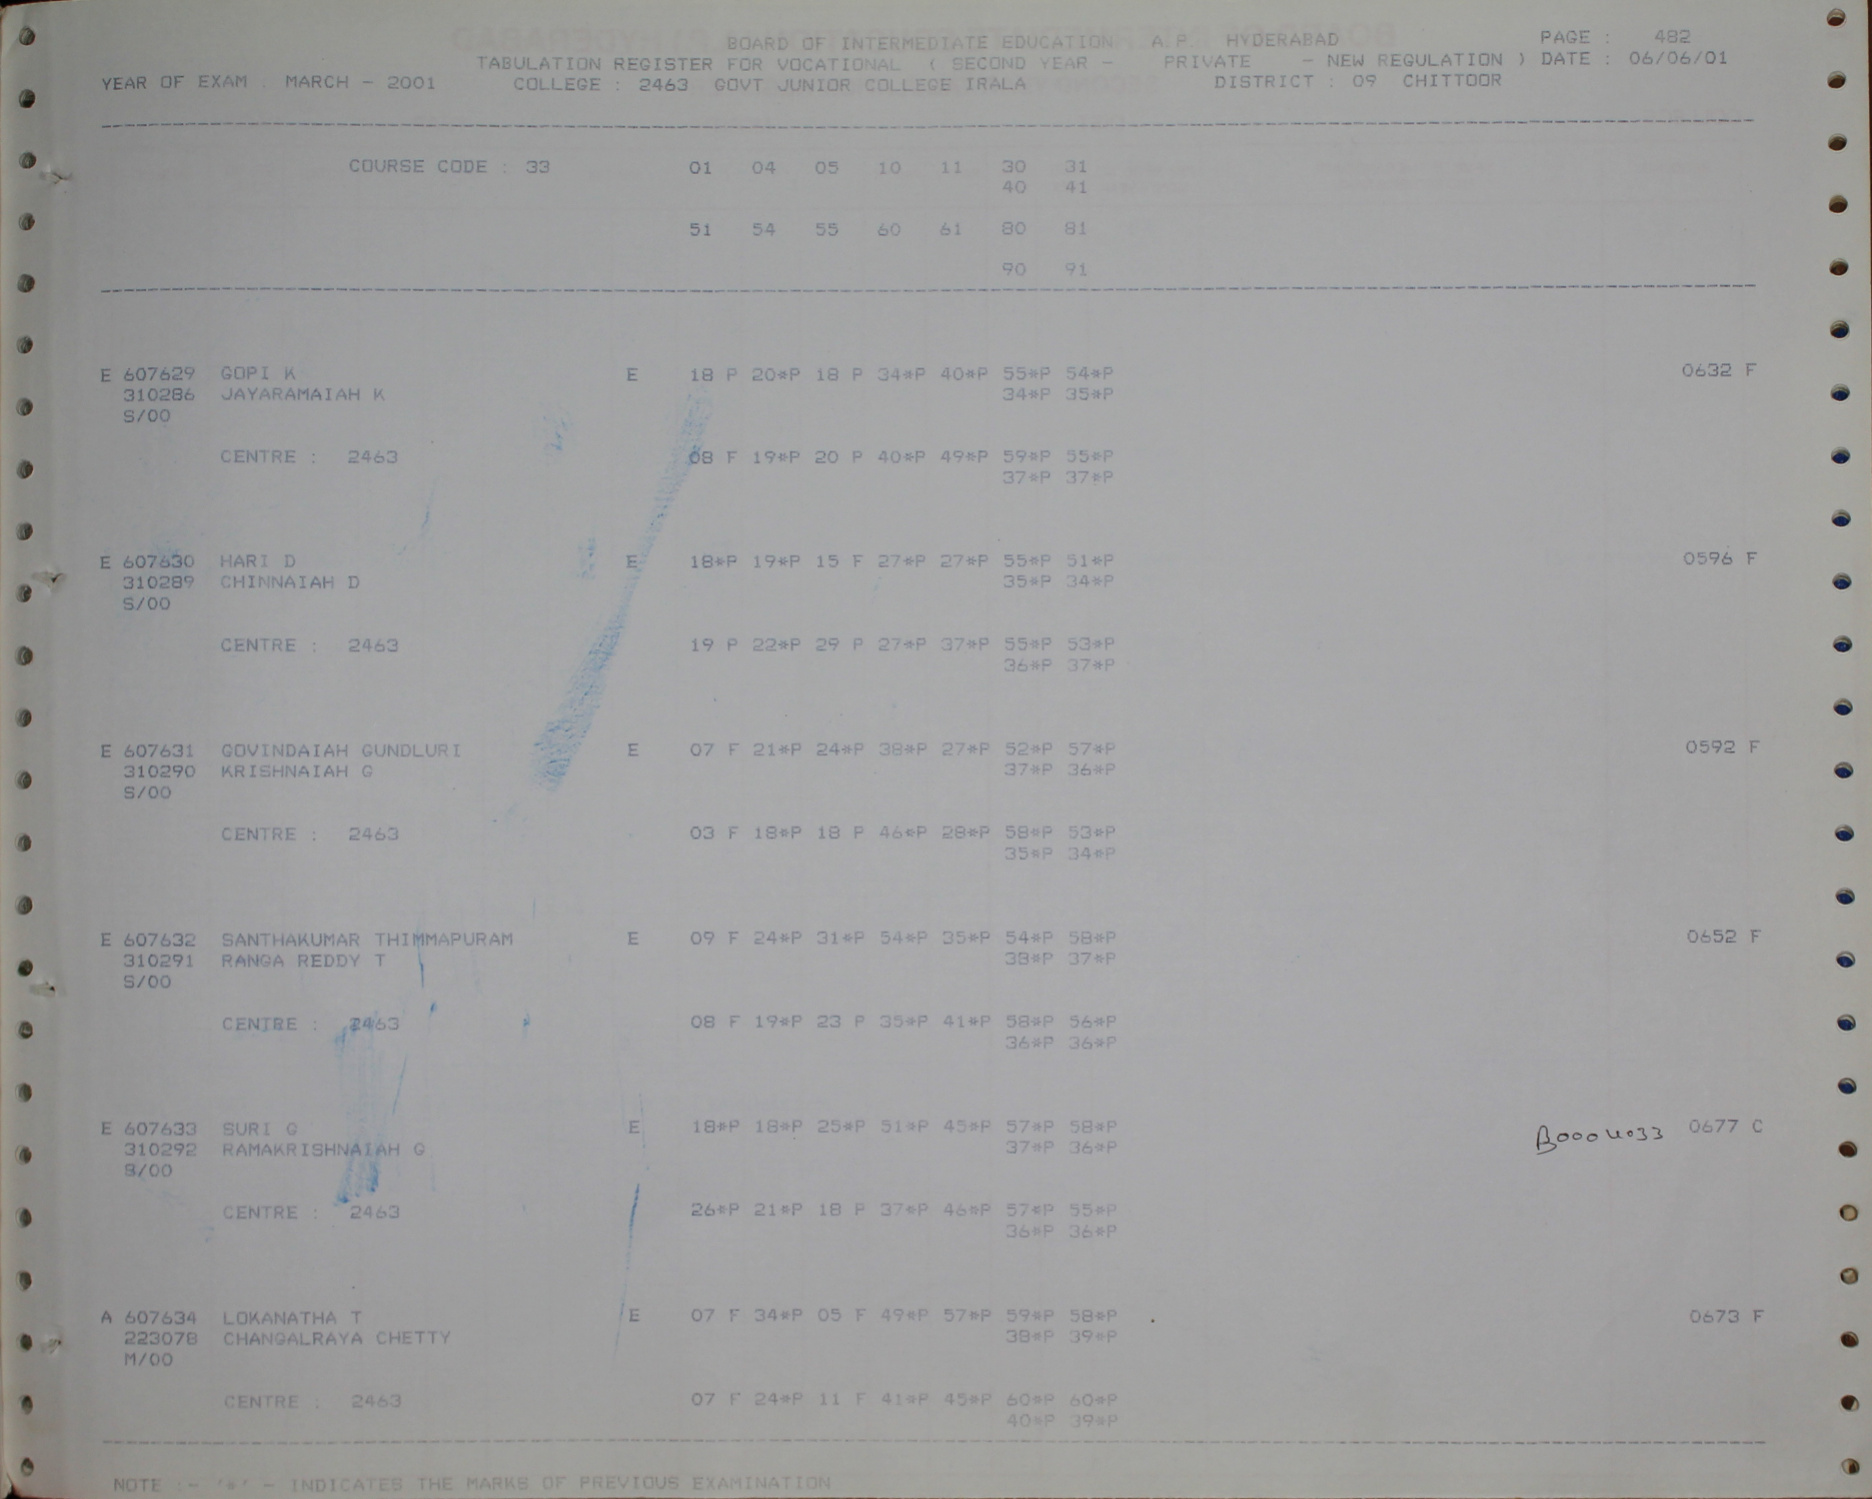 BOARD OF INTERMEDIATE EDUCATION A.P. HYDERABAD PAGE : 482
TABULATION REGISTER FOR VOCATIONAL ( SECOND YEAR - PRIVATE - NEW REGULATION ) DATE : 06/06/01
YEAR OF EXAM : MARCH - 2001 COLLEGE : 2463 GOVT JUNIOR COLLEGE IRALA DISTRICT : 09 CHITTOOR
COURSE CODE : 33 01 04 05 10 11 30 31
40 41
51 54 55 60 61 80 81
90 91
E 607629 GOPI K E 18 P 20*P 18 P 34*P 40*P 55*P 54*P 0632 F
310286 JAYARAMAIAH K 34*P 35*P
S/00
CENTRE : 2463 08 F 19*P 20 P 40*P 49*P 59*P 55*P
37*P 37*P
E 607630 HARI D E 18*P 19*P 15 F 27*P 27*P 55*P 51*P 0596 F
310289 CHINNAIAH D 35*P 34*P
S/00
CENTRE : 2463 19 P 22*P 29 P 27*P 37*P 55*P 53*P
36*P 37*P
E 607631 GOVINDAIAH GUNDLURI E 07 F 21*P 24*P 38*P 27*P 52*P 57*P 0592 F
310290 KRISHNAIAH G 37*P 36*P
S/00
CENTRE : 2463 03 F 18*P 18 P 46*P 28*P 58*P 53*P
35*P 34*P
E 607632 SANTHAKUMAR THIMMAPURAM E 09 F 24*P 31*P 54*P 35*P 54*P 58*P 0652 F
310291 RANGA REDDY T 38*P 37*P
S/00
CENTRE : 2463 08 F 19*P 23 P 35*P 41*P 58*P 56*P
36*P 36*P
E 607633 SURI G E 18*P 18*P 25*P 51*P 45*P 57*P 58*P B0004033 0677 C
310292 RAMAKRISHNAIAH G 37*P 36*P
S/00
CENTRE : 2463 26*P 21*P 18 P 37*P 46*P 57*P 55*P
36*P 36*P
A 607634 LOKANATHA T E 07 F 34*P 05 F 49*P 57*P 59*P 58*P 0673 F
223078 CHANGALRAYA CHETTY 38*P 39*P
M/00
CENTRE : 2463 07 F 24*P 11 F 41*P 45*P 60*P 60*P
40*P 39*P
NOTE :- '*' - INDICATES THE MARKS OF PREVIOUS EXAMINATION